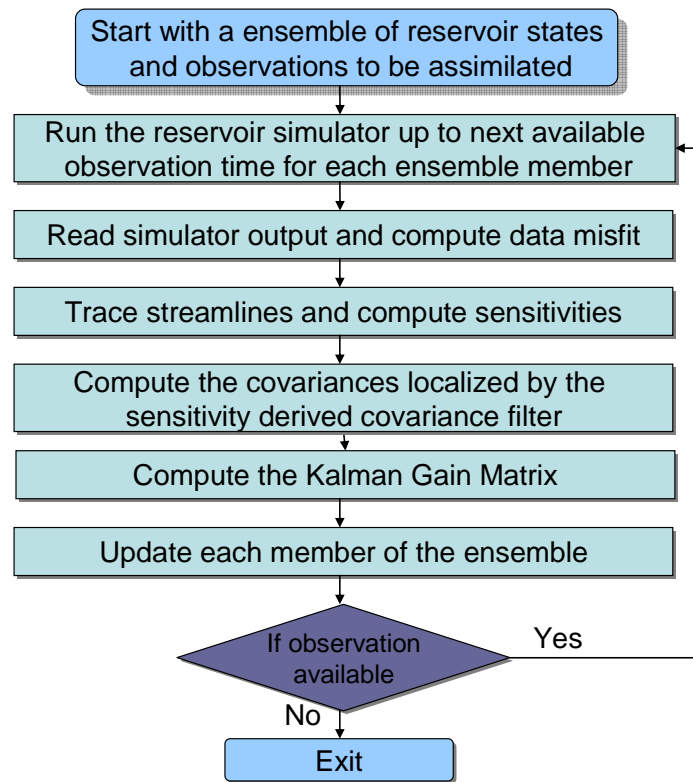 Start with a ensemble of reservoir states
and observations to be assimilated
Run the reservoir simulator up to next available
observation time for each ensemble member
Read simulator output and compute data misfit
Trace streamlines and compute sensitivities
Compute the covariances localized by the
sensitivity derived covariance filter
Compute the Kalman Gain Matrix
Update each member of the ensemble
If observation
available
Yes
No
Exit